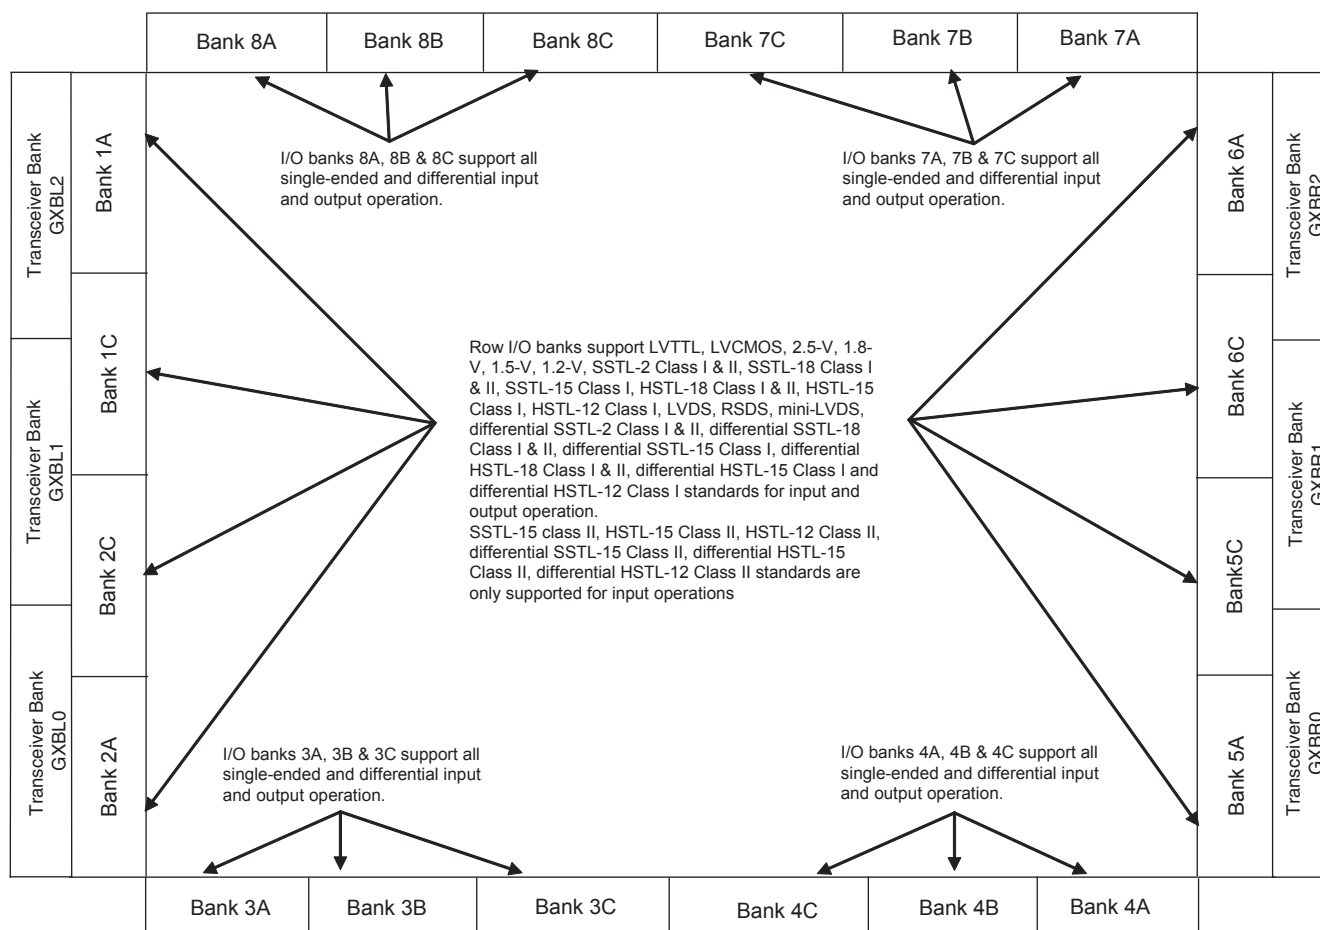 Bank 8A
Bank 8B
Bank 8C
Bank 7C
Bank 7B
Bank 7A
Transceiver Bank
GXBL2
Bank 1A
I/O banks 8A, 8B & 8C support all
single-ended and differential input
and output operation.
I/O banks 7A, 7B & 7C support all
single-ended and differential input
and output operation.
Bank 6A
Transceiver Bank
GXBR2
Transceiver Bank
GXBL1
Bank 1C
Bank 2C
Row I/O banks support LVTTL, LVCMOS, 2.5-V, 1.8-
V, 1.5-V, 1.2-V, SSTL-2 Class I & II, SSTL-18 Class I
& II, SSTL-15 Class I, HSTL-18 Class I & II, HSTL-15
Class I, HSTL-12 Class I, LVDS, RSDS, mini-LVDS,
differential SSTL-2 Class I & II, differential SSTL-18
Class I & II, differential SSTL-15 Class I, differential
HSTL-18 Class I & II, differential HSTL-15 Class I and
differential HSTL-12 Class I standards for input and
output operation.
SSTL-15 class II, HSTL-15 Class II, HSTL-12 Class II,
differential SSTL-15 Class II, differential HSTL-15
Class II, differential HSTL-12 Class II standards are
only supported for input operations
Bank 6C
Bank5C
Transceiver Bank
GXBR1
Transceiver Bank
GXBL0
Bank 2A
I/O banks 3A, 3B & 3C support all
single-ended and differential input
and output operation.
I/O banks 4A, 4B & 4C support all
single-ended and differential input
and output operation.
Bank 5A
Transceiver Bank
GXBR0
Bank 3A
Bank 3B
Bank 3C
Bank 4C
Bank 4B
Bank 4A